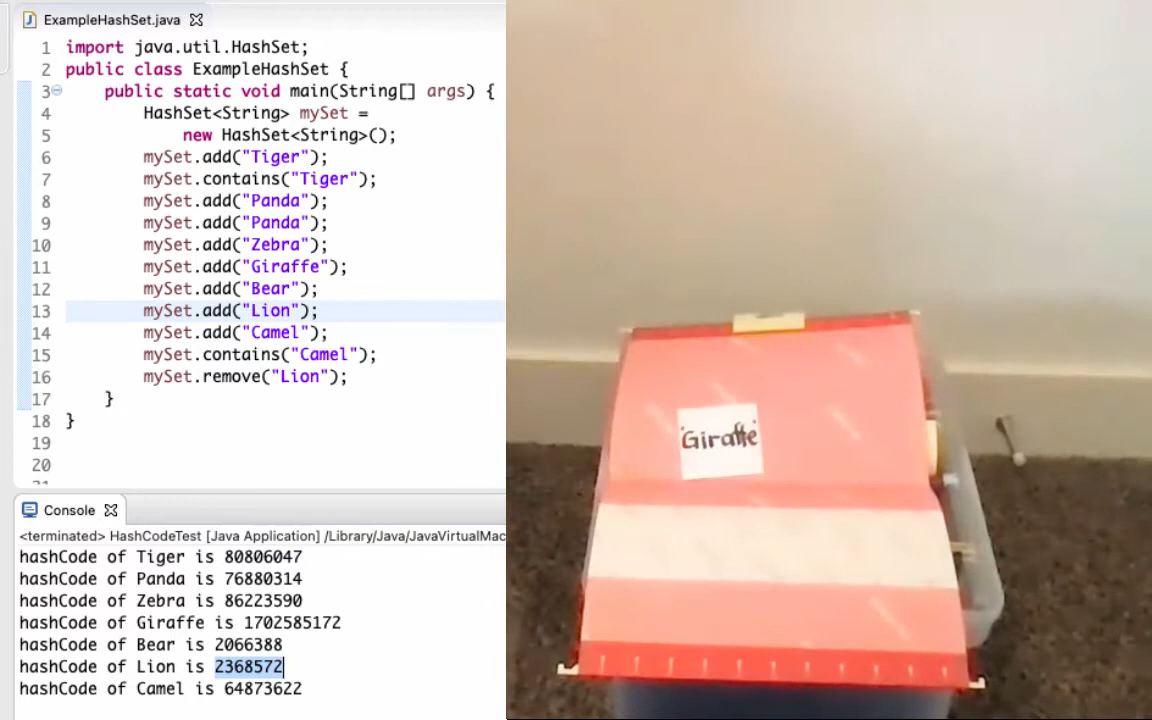 ExampleHashSet.java
1 import java.util.HashSet;
2 public class ExampleHashSet {
3 public static void main(String[] args) {
4 HashSet<String> mySet =
5 new HashSet<String>();
6 mySet.add("Tiger");
7 mySet.contains("Tiger");
8 mySet.add("Panda");
9 mySet.add("Panda");
10 mySet.add("Zebra");
11 mySet.add("Giraffe");
12 mySet.add("Bear");
13 mySet.add("Lion");
14 mySet.add("Camel");
15 mySet.contains("Camel");
16 mySet.remove("Lion");
17 }
18 }
19
20
Console
<terminated> HashCodeTest [Java Application] /Library/Java/JavaVirtualMac
hashCode of Tiger is 80806047
hashCode of Panda is 76880314
hashCode of Zebra is 86223590
hashCode of Giraffe is 1702585172
hashCode of Bear is 2066388
hashCode of Lion is 2368572
hashCode of Camel is 64873622
"Giraffe"